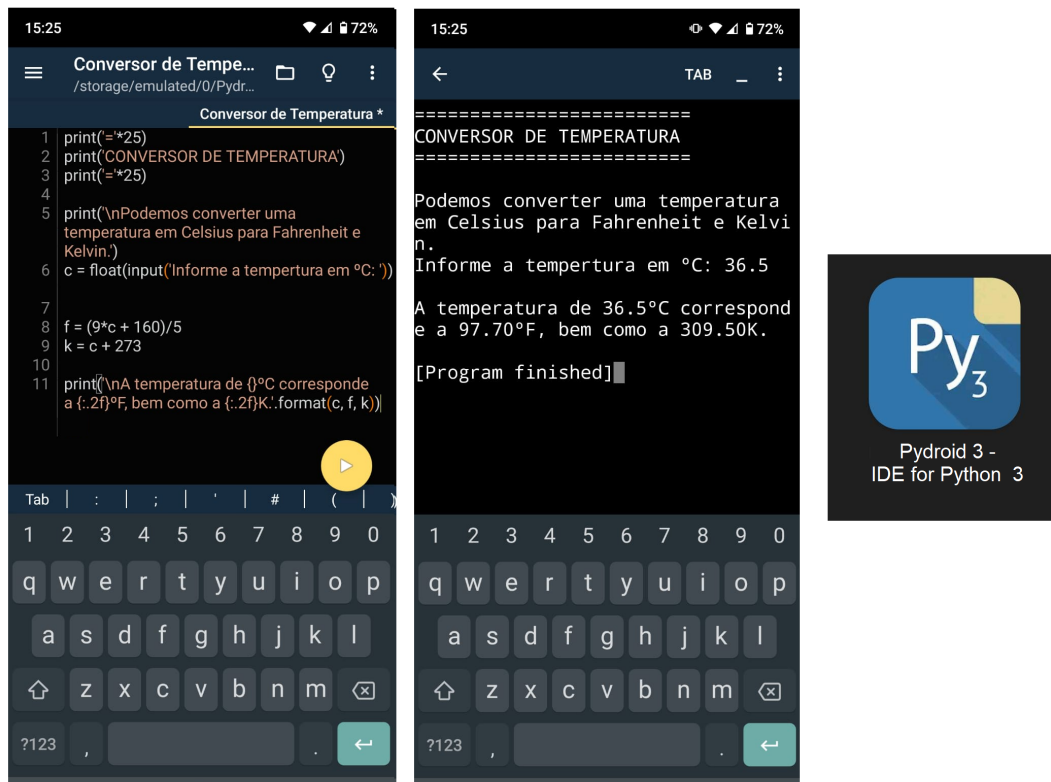 15:25
72%
Conversor de Tempe...
/storage/emulated/0/Pydr...
Conversor de Temperatura *
1 print('='*25)
2 print('CONVERSOR DE TEMPERATURA')
3 print('='*25)
4
5 print('\nPodemos converter uma
temperatura em Celsius para Fahrenheit e
Kelvin.')
6 c = float(input('Informe a tempertura em ºC: '))
7
8 f = (9*c + 160)/5
9 k = c + 273
10
11 print('\nA temperatura de {}ºC corresponde
a {:.2f}ºF, bem como a {:.2f}K.'.format(c, f, k))
Tab | : | ; | ' | # | ( | )
1 2 3 4 5 6 7 8 9 0
q w e r t y u i o p
a s d f g h j k l
z x c v b n m
?123 , .
15:25
72%
TAB _
=========================
CONVERSOR DE TEMPERATURA
=========================
Podemos converter uma temperatura
em Celsius para Fahrenheit e Kelvi
n.
Informe a tempertura em ºC: 36.5
A temperatura de 36.5ºC correspond
e a 97.70ºF, bem como a 309.50K.
[Program finished]
1 2 3 4 5 6 7 8 9 0
q w e r t y u i o p
a s d f g h j k l
z x c v b n m
?123 , .
Py
3
Pydroid 3 -
IDE for Python 3